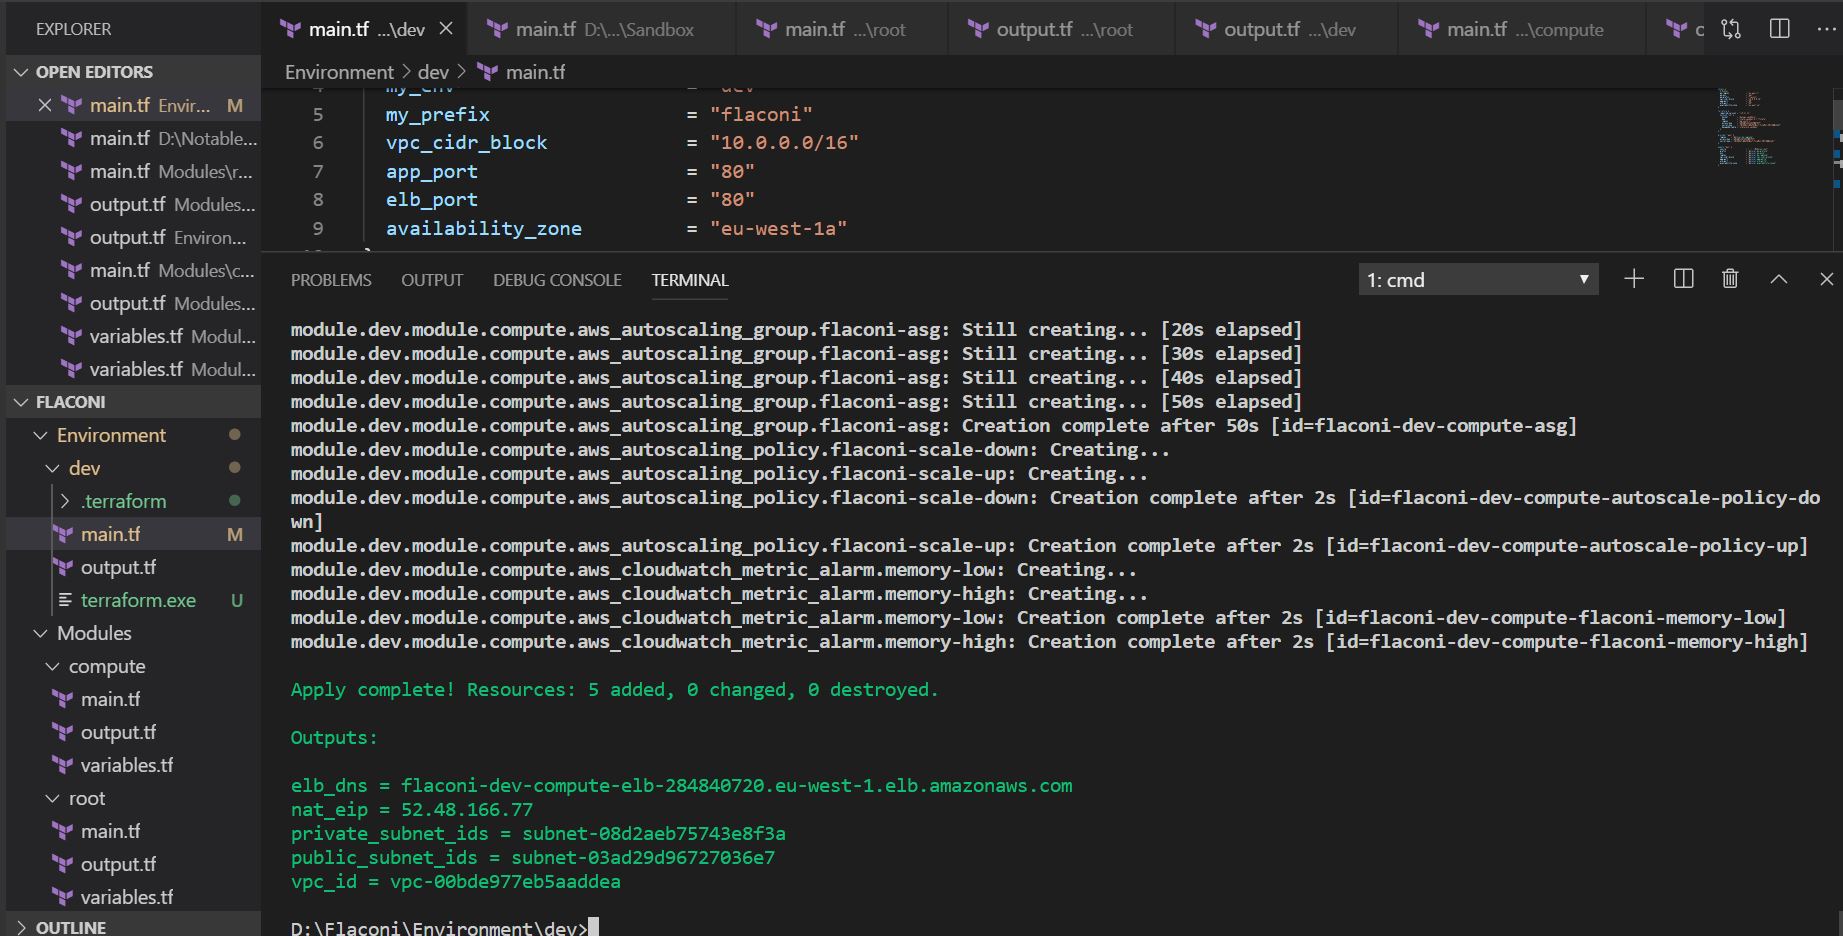 EXPLORER
OPEN EDITORS
main.tf Envir... M
main.tf D:\Notable...
main.tf Modules\r...
output.tf Modules...
output.tf Environ...
main.tf Modules\c...
output.tf Modules...
variables.tf Modul...
variables.tf Modul...
FLACONI
Environment
dev
.terraform
main.tf M
output.tf
terraform.exe U
Modules
compute
main.tf
output.tf
variables.tf
root
main.tf
output.tf
variables.tf
OUTLINE
main.tf ...\dev
main.tf D:\...\Sandbox
main.tf ...\root
output.tf ...\root
output.tf ...\dev
main.tf ...\compute
Environment > dev > main.tf
4 my_env = "dev"
5 my_prefix = "flaconi"
6 vpc_cidr_block = "10.0.0.0/16"
7 app_port = "80"
8 elb_port = "80"
9 availability_zone = "eu-west-1a"
PROBLEMS OUTPUT DEBUG CONSOLE TERMINAL
1: cmd
module.dev.module.compute.aws_autoscaling_group.flaconi-asg: Still creating... [20s elapsed]
module.dev.module.compute.aws_autoscaling_group.flaconi-asg: Still creating... [30s elapsed]
module.dev.module.compute.aws_autoscaling_group.flaconi-asg: Still creating... [40s elapsed]
module.dev.module.compute.aws_autoscaling_group.flaconi-asg: Still creating... [50s elapsed]
module.dev.module.compute.aws_autoscaling_group.flaconi-asg: Creation complete after 50s [id=flaconi-dev-compute-asg]
module.dev.module.compute.aws_autoscaling_policy.flaconi-scale-down: Creating...
module.dev.module.compute.aws_autoscaling_policy.flaconi-scale-up: Creating...
module.dev.module.compute.aws_autoscaling_policy.flaconi-scale-down: Creation complete after 2s [id=flaconi-dev-compute-autoscale-policy-do
wn]
module.dev.module.compute.aws_autoscaling_policy.flaconi-scale-up: Creation complete after 2s [id=flaconi-dev-compute-autoscale-policy-up]
module.dev.module.compute.aws_cloudwatch_metric_alarm.memory-low: Creating...
module.dev.module.compute.aws_cloudwatch_metric_alarm.memory-high: Creating...
module.dev.module.compute.aws_cloudwatch_metric_alarm.memory-low: Creation complete after 2s [id=flaconi-dev-compute-flaconi-memory-low]
module.dev.module.compute.aws_cloudwatch_metric_alarm.memory-high: Creation complete after 2s [id=flaconi-dev-compute-flaconi-memory-high]
Apply complete! Resources: 5 added, 0 changed, 0 destroyed.
Outputs:
elb_dns = flaconi-dev-compute-elb-284840720.eu-west-1.elb.amazonaws.com
nat_eip = 52.48.166.77
private_subnet_ids = subnet-08d2aeb75743e8f3a
public_subnet_ids = subnet-03ad29d96727036e7
vpc_id = vpc-00bde977eb5aaddea
D:\Flaconi\Environment\dev>